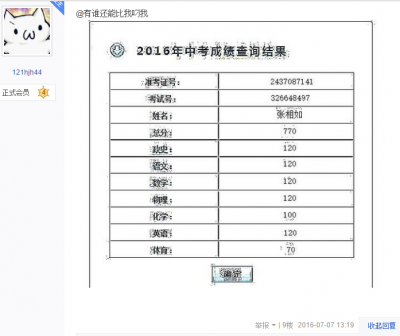 @有谁还能比我叼我
121hjh44
正式会员
4
2016年中考成绩查询结果
准考证号： 2437087141
考试号： 326648497
姓名： 张相如
总分： 770
政史： 120
语文： 120
数学： 120
物理： 120
化学： 100
英语： 120
体育： 70
举报 | 9楼 2016-07-07 13:19 收起回复